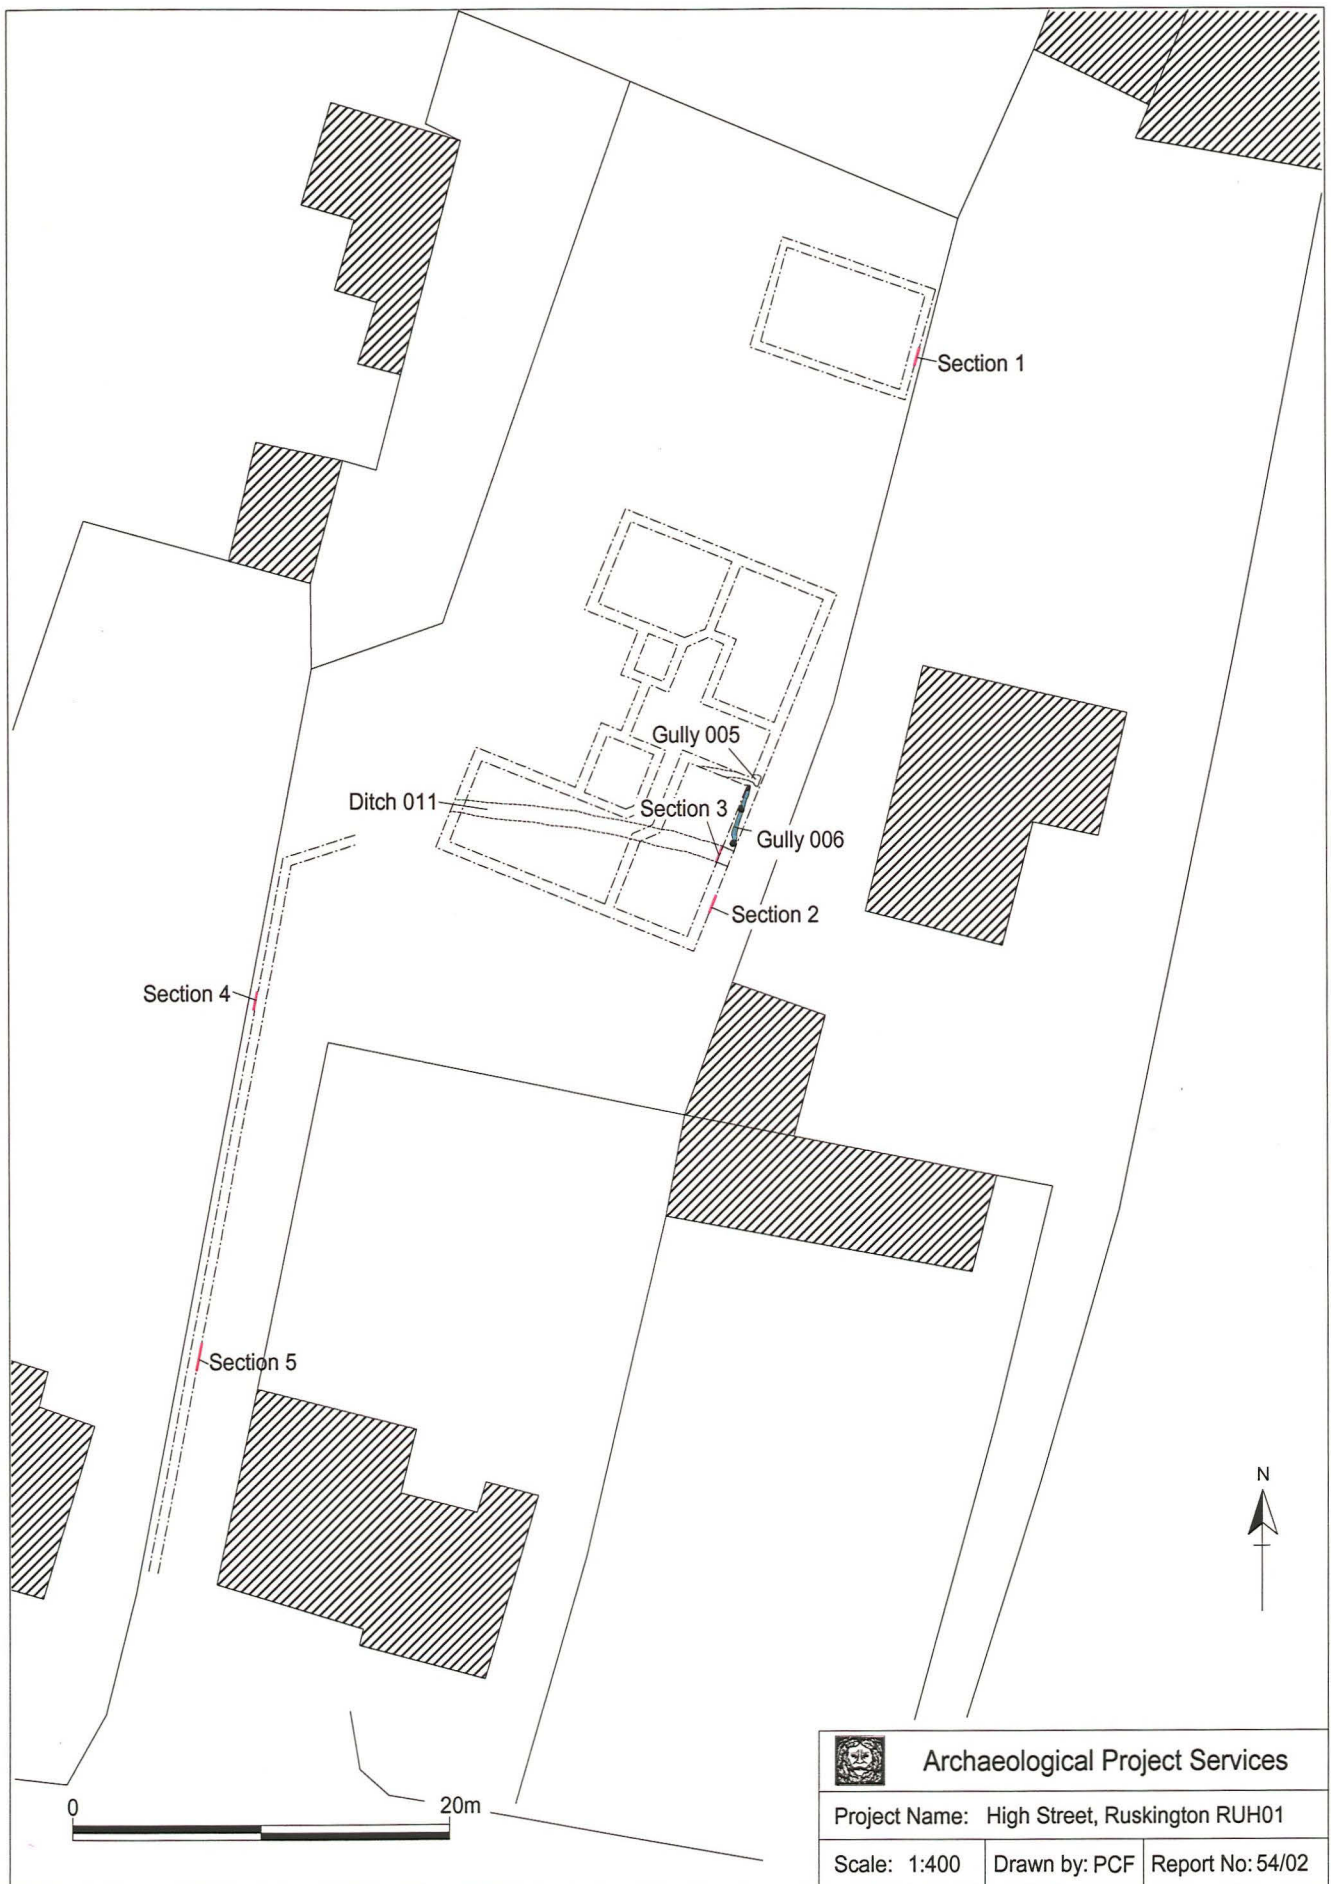 Section 1
Gully 005
Ditch 011
Section 3
Gully 006
Section 2
Section 4
Section 5
N
0 20m
Archaeological Project Services
Project Name: High Street, Ruskington RUH01
Scale: 1:400 Drawn by: PCF Report No: 54/02